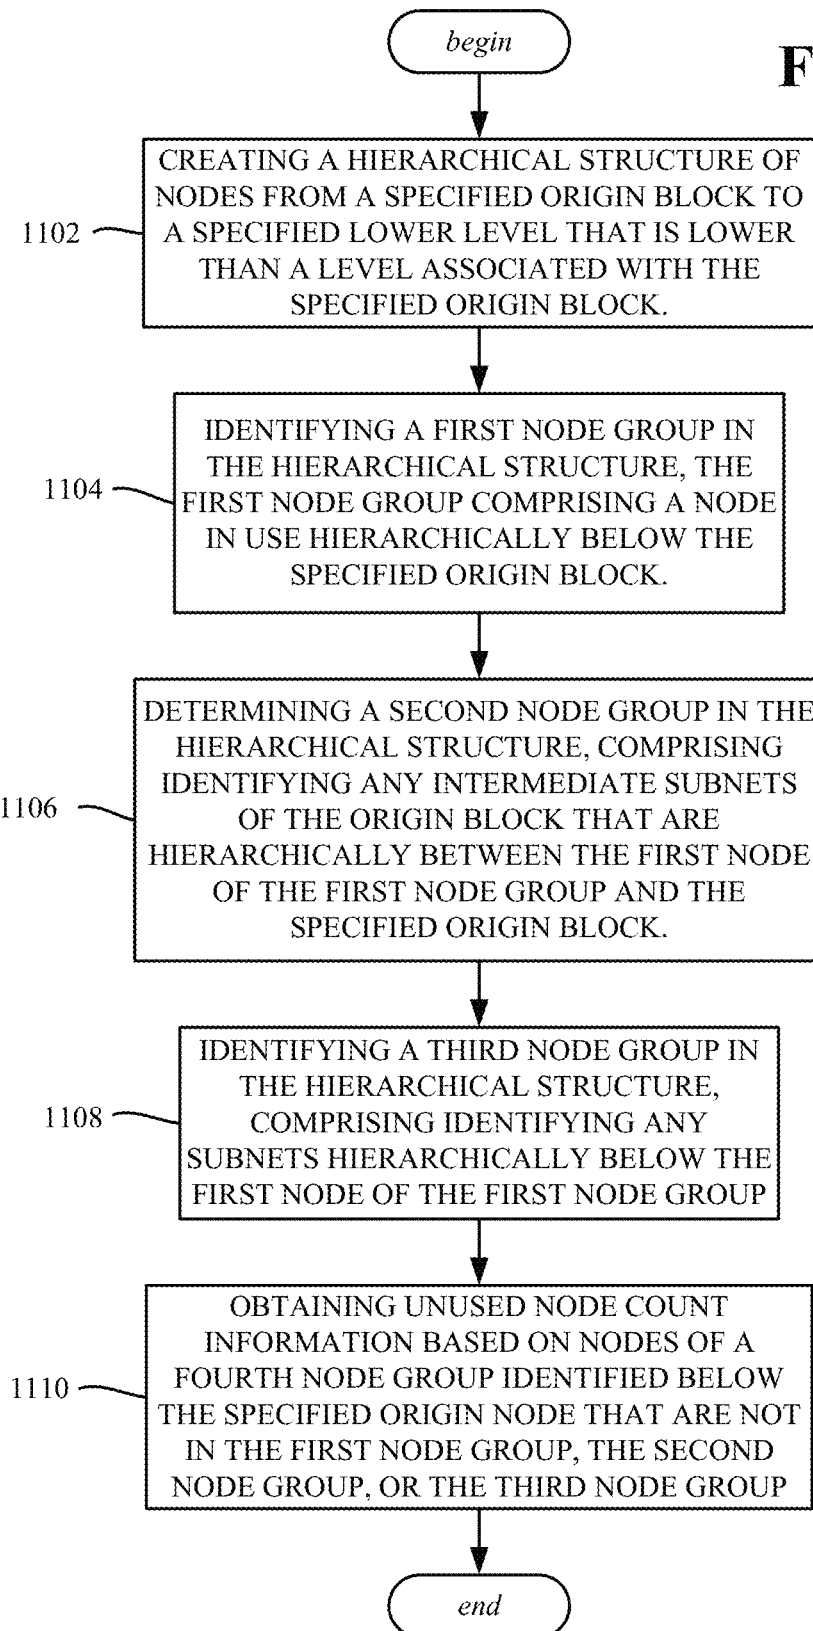 begin
F
CREATING A HIERARCHICAL STRUCTURE OF
NODES FROM A SPECIFIED ORIGIN BLOCK TO
A SPECIFIED LOWER LEVEL THAT IS LOWER
THAN A LEVEL ASSOCIATED WITH THE
SPECIFIED ORIGIN BLOCK.
1102
IDENTIFYING A FIRST NODE GROUP IN
THE HIERARCHICAL STRUCTURE, THE
FIRST NODE GROUP COMPRISING A NODE
IN USE HIERARCHICALLY BELOW THE
SPECIFIED ORIGIN BLOCK.
1104
DETERMINING A SECOND NODE GROUP IN THE
HIERARCHICAL STRUCTURE, COMPRISING
IDENTIFYING ANY INTERMEDIATE SUBNETS
OF THE ORIGIN BLOCK THAT ARE
HIERARCHICALLY BETWEEN THE FIRST NODE
OF THE FIRST NODE GROUP AND THE
SPECIFIED ORIGIN BLOCK.
1106
IDENTIFYING A THIRD NODE GROUP IN
THE HIERARCHICAL STRUCTURE,
COMPRISING IDENTIFYING ANY
SUBNETS HIERARCHICALLY BELOW THE
FIRST NODE OF THE FIRST NODE GROUP
1108
OBTAINING UNUSED NODE COUNT
INFORMATION BASED ON NODES OF A
FOURTH NODE GROUP IDENTIFIED BELOW
THE SPECIFIED ORIGIN NODE THAT ARE NOT
IN THE FIRST NODE GROUP, THE SECOND
NODE GROUP, OR THE THIRD NODE GROUP
1110
end